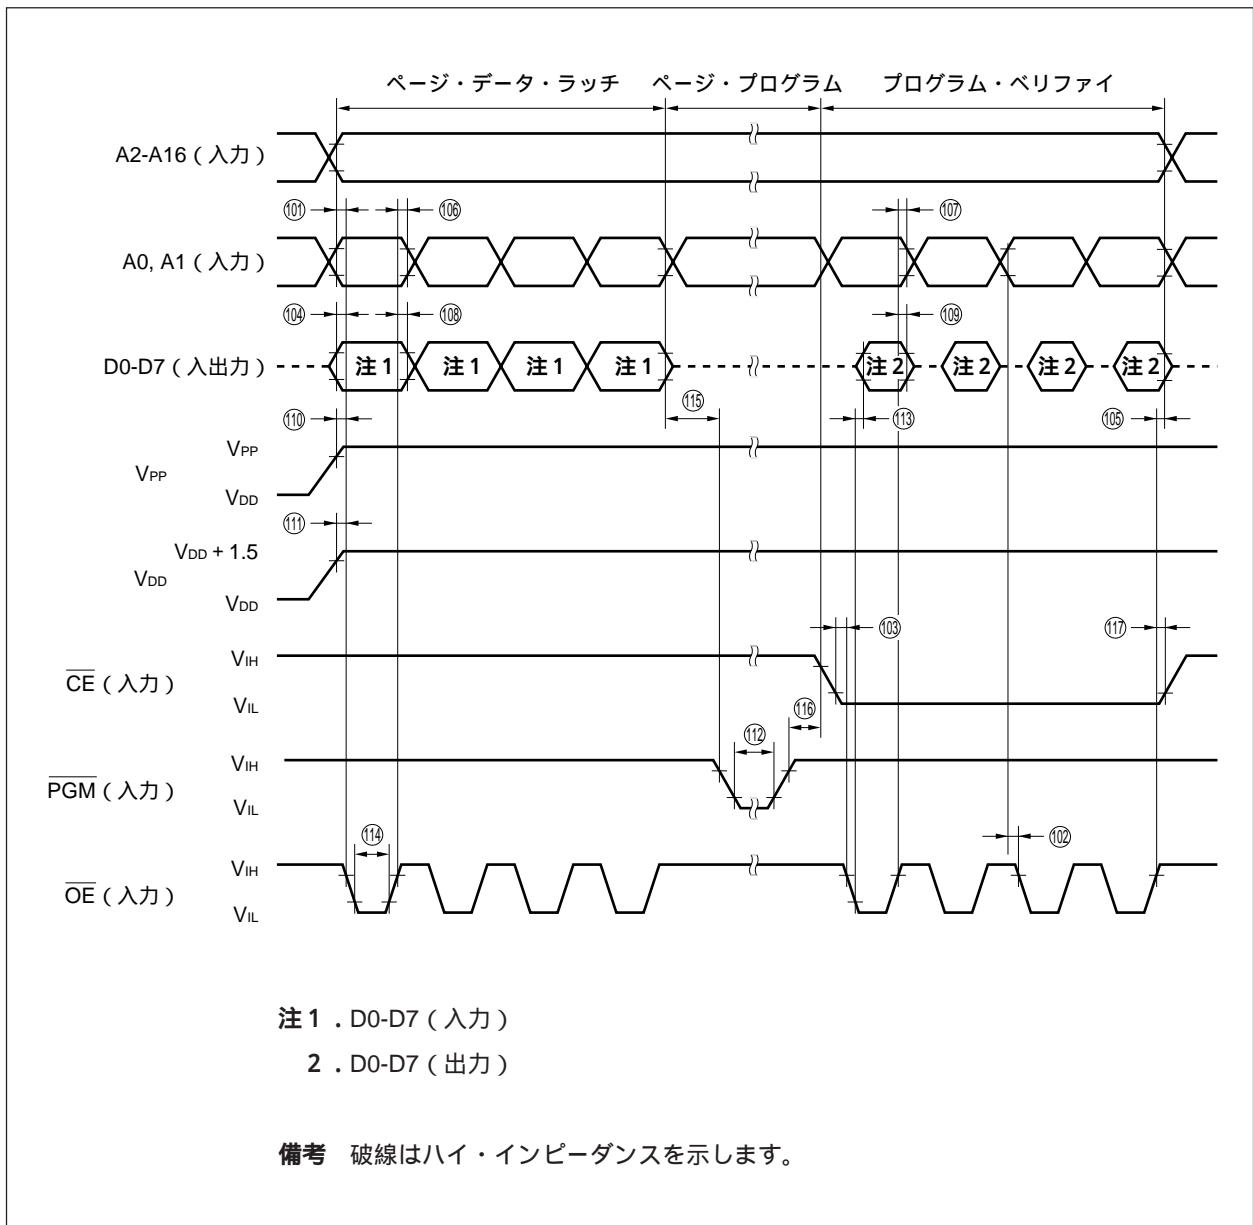 ページ・データ・ラッチ ページ・プログラム プログラム・ベリファイ
A2-A16（入力）
101 106 107
A0, A1（入力）
104 108 109
D0-D7（入出力） 注1 注1 注1 注1 注2 注2 注2 注2
110 115 113 105
VPP
VPP
VDD
111
VDD + 1.5
VDD
VDD
103 117
VIH
CE（入力）
VIL
112 116
VIH
PGM（入力）
VIL
114 102
VIH
OE（入力）
VIL
注1．D0-D7（入力）
2．D0-D7（出力）
備考 破線はハイ・インピーダンスを示します。